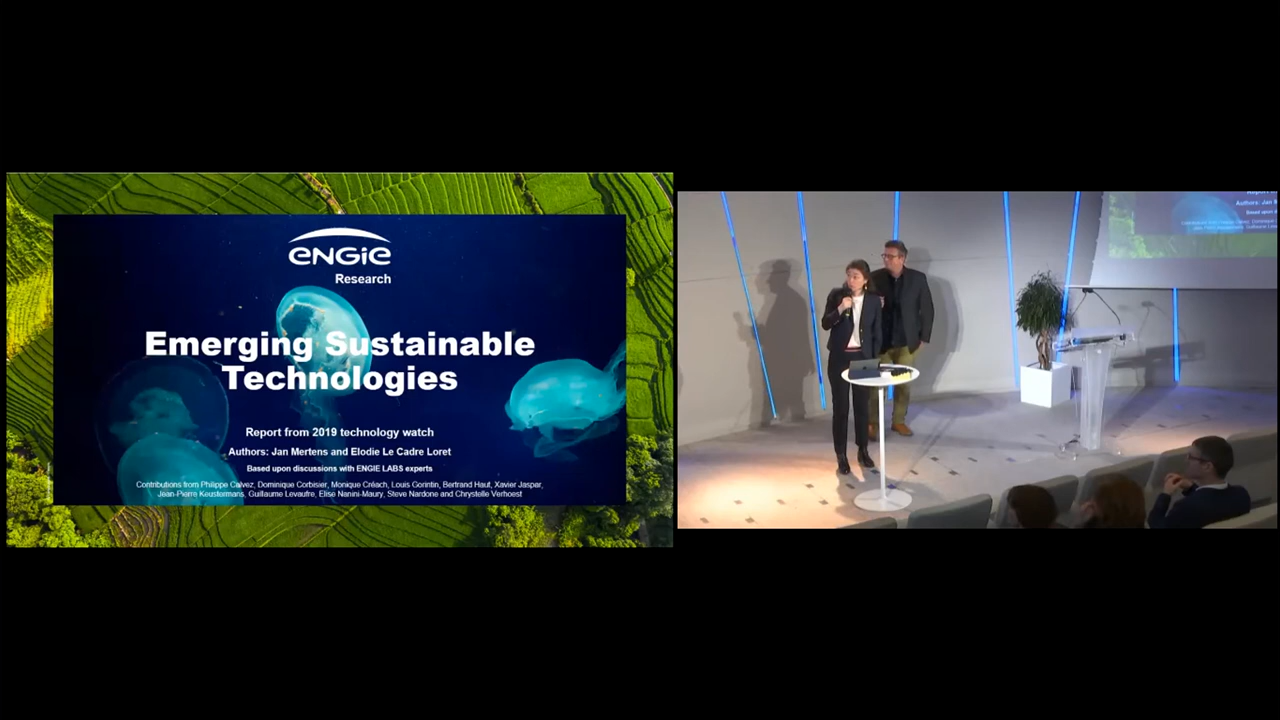 ENGIE
Research
Emerging Sustainable
Technologies
Report from 2019 technology watch
Authors: Jan Mertens and Elodie Le Cadre Loret
Based upon discussions with ENGIE LABS experts
Contributions from Philippe Calvez, Dominique Corbisier, Monique Créach, Louis Gorintin, Bertrand Haut, Xavier Jaspar,
Jean-Pierre Keustermans, Guillaume Levaufre, Elise Nanini-Maury, Steve Nardone and Chrystelle Verhoest
Authors: Jan M